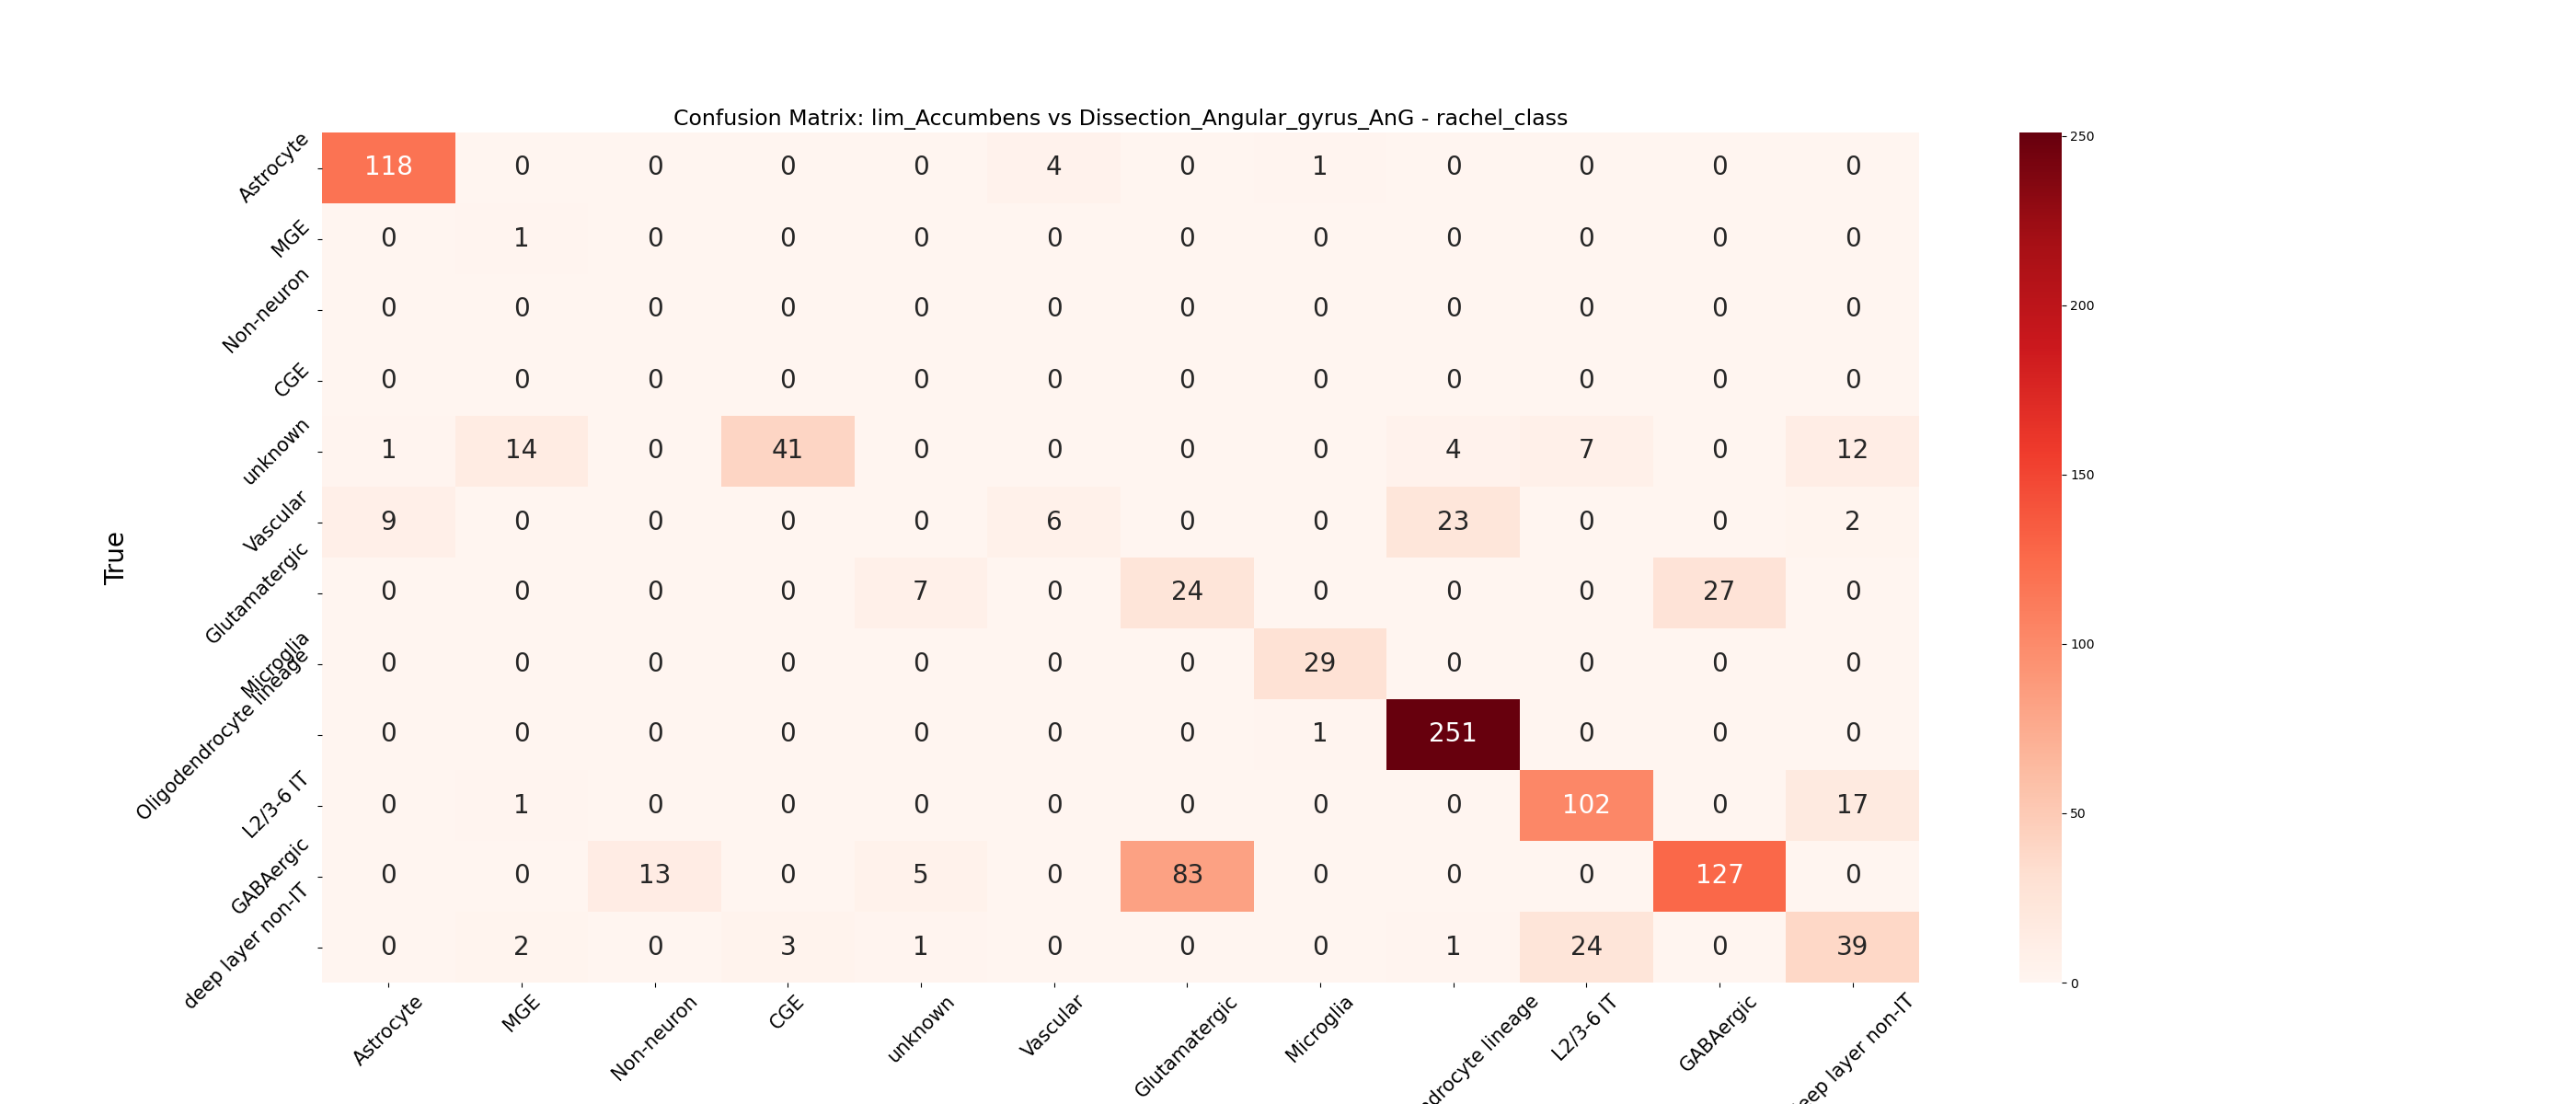 Confusion Matrix: lim_Accumbens vs Dissection_Angular_gyrus_AnG - rachel_class
True
Astrocyte 118 0 0 0 0 4 0 1 0 0 0 0
MGE 0 1 0 0 0 0 0 0 0 0 0 0
Non-neuron 0 0 0 0 0 0 0 0 0 0 0 0
CGE 0 0 0 0 0 0 0 0 0 0 0 0
unknown 1 14 0 41 0 0 0 0 4 7 0 12
Vascular 9 0 0 0 0 6 0 0 23 0 0 2
Glutamatergic 0 0 0 0 7 0 24 0 0 0 27 0
Microglia 0 0 0 0 0 0 0 29 0 0 0 0
Oligodendrocyte lineage 0 0 0 0 0 0 0 1 251 0 0 0
L2/3-6 IT 0 1 0 0 0 0 0 0 0 102 0 17
GABAergic 0 0 13 0 5 0 83 0 0 0 127 0
deep layer non-IT 0 2 0 3 1 0 0 0 1 24 0 39
Astrocyte MGE Non-neuron CGE unknown Vascular Glutamatergic Microglia ndrocyte lineage L2/3-6 IT GABAergic eep layer non-IT
250
200
150
100
50
0